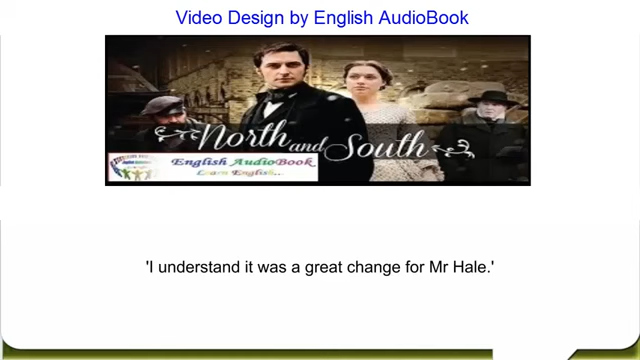 Video Design by English AudioBook
North and South
English AudioBook
Learn English...
'I understand it was a great change for Mr Hale.'